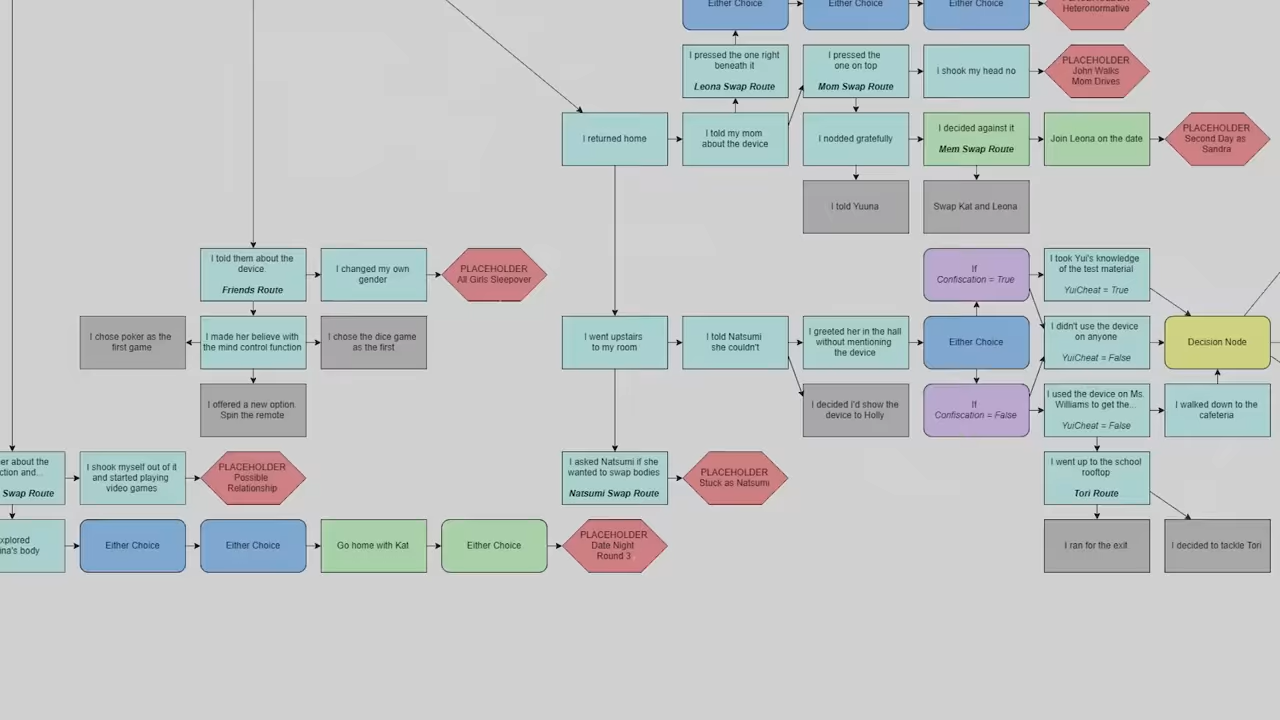 Either Choice
Either Choice
Either Choice
Heteronormative
I pressed the one right
beneath it
Leona Swap Route
I pressed the
one on top
Mom Swap Route
I shook my head no
PLACEHOLDER
John Walks
Mom Drives
I returned home
I told my mom
about the device
I nodded gratefully
I decided against it
Mem Swap Route
Join Leona on the date
PLACEHOLDER
Second Day as
Sandra
I told Yuuna
Swap Kat and Leona
I told them about the
device.
Friends Route
I changed my own
gender
PLACEHOLDER
All Girls Sleepover
If
Confiscation = True
I took Yui's knowledge
of the test material
YuiCheat = True
I chose poker as the
first game
I made her believe with
the mind control function
I chose the dice game
as the first
I went upstairs
to my room
I told Natsumi
she couldn't
I greeted her in the hall
without mentioning
the device
Either Choice
I didn't use the device
on anyone
YuiCheat = False
Decision Node
I offered a new option.
Spin the remote
I decided I'd show the
device to Holly
If
Confiscation = False
I used the device on Ms.
Williams to get the...
YuiCheat = False
I walked down to the
cafeteria
er about the
ction and...
Swap Route
I shook myself out of it
and started playing
video games
PLACEHOLDER
Possible
Relationship
I asked Natsumi if she
wanted to swap bodies
Natsumi Swap Route
PLACEHOLDER
Stuck as Natsumi
I went up to the school
rooftop
Tori Route
xplored
ina's body
Either Choice
Either Choice
Go home with Kat
Either Choice
PLACEHOLDER
Date Night
Round 3
I ran for the exit
I decided to tackle Tori